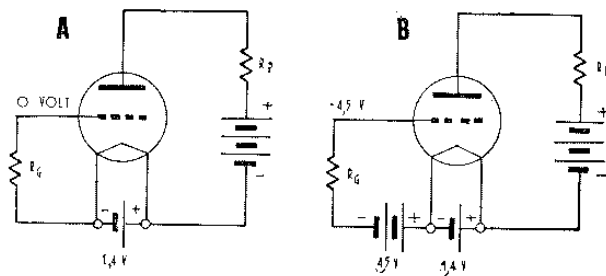 A
B
O VOLT
-4,5 V
R_P
R_G
R_G
+
-
- +
1,4 V
+
-
- + - +
4,5 V
1,4 V